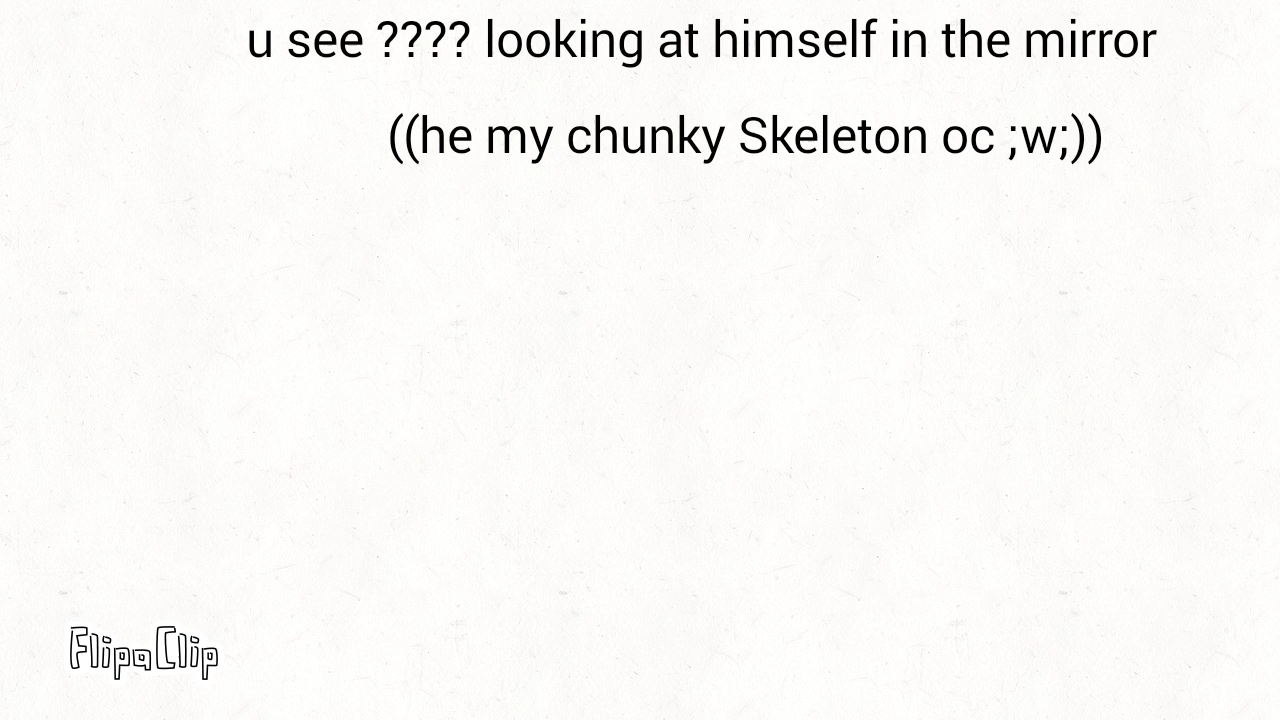 u see ???? looking at himself in the mirror
((he my chunky Skeleton oc ;w;))
FlipaClip